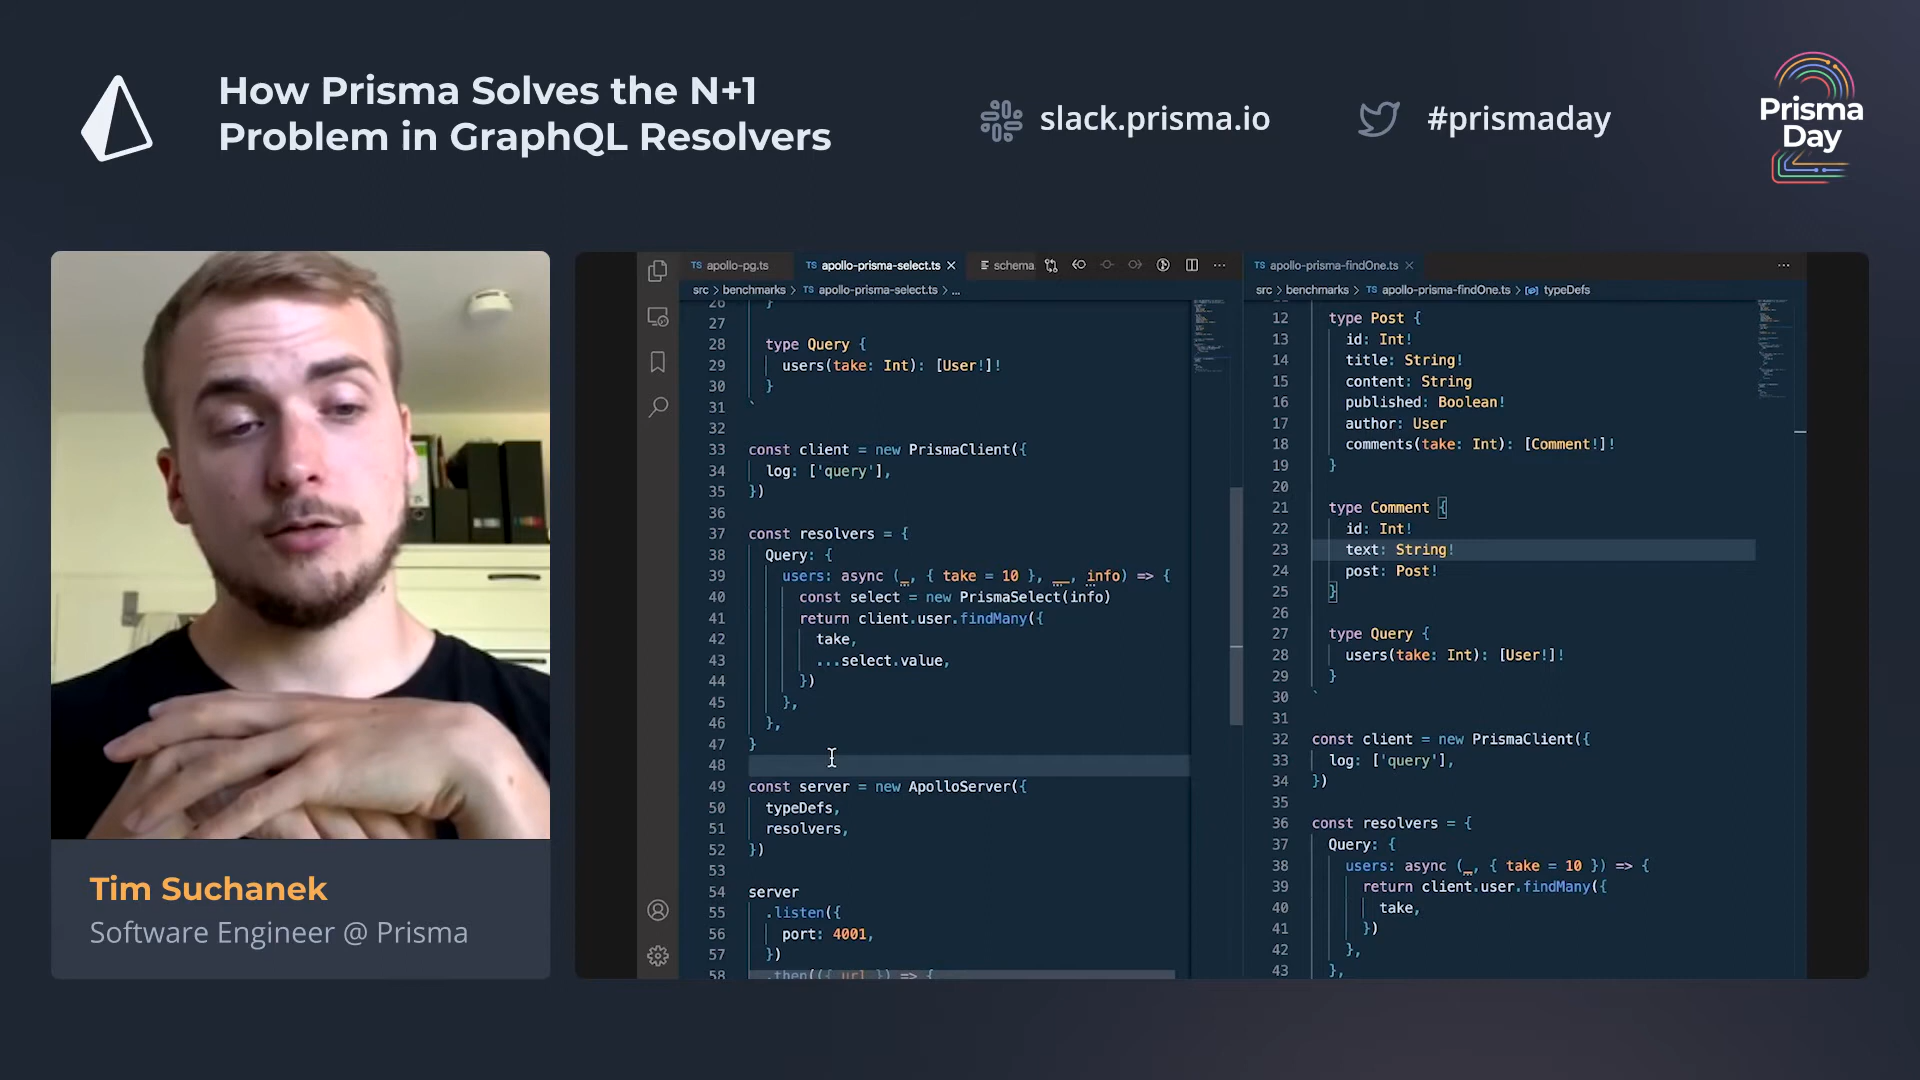 How Prisma Solves the N+1
Problem in GraphQL Resolvers
slack.prisma.io
#prismaday
Prisma
Day
Tim Suchanek
Software Engineer @ Prisma
TS apollo-pg.ts
TS apollo-prisma-select.ts ×
schema
···
src > benchmarks > TS apollo-prisma-select.ts > ...
26 }
27
28 type Query {
29 users(take: Int): [User!]!
30 }
31 `
32
33 const client = new PrismaClient({
34 log: ['query'],
35 })
36
37 const resolvers = {
38 Query: {
39 users: async (_, { take = 10 }, __, info) => {
40 const select = new PrismaSelect(info)
41 return client.user.findMany({
42 take,
43 ...select.value,
44 })
45 },
46 },
47 }
48
49 const server = new ApolloServer({
50 typeDefs,
51 resolvers,
52 })
53
54 server
55 .listen({
56 port: 4001,
57 })
58 .then(({ url }) => {
TS apollo-prisma-findOne.ts ×
···
src > benchmarks > TS apollo-prisma-findOne.ts > typeDefs
12 type Post {
13 id: Int!
14 title: String!
15 content: String
16 published: Boolean!
17 author: User
18 comments(take: Int): [Comment!]!
19 }
20
21 type Comment {
22 id: Int!
23 text: String!
24 post: Post!
25 }
26
27 type Query {
28 users(take: Int): [User!]!
29 }
30 `
31
32 const client = new PrismaClient({
33 log: ['query'],
34 })
35
36 const resolvers = {
37 Query: {
38 users: async (_, { take = 10 }) => {
39 return client.user.findMany({
40 take,
41 })
42 },
43 },